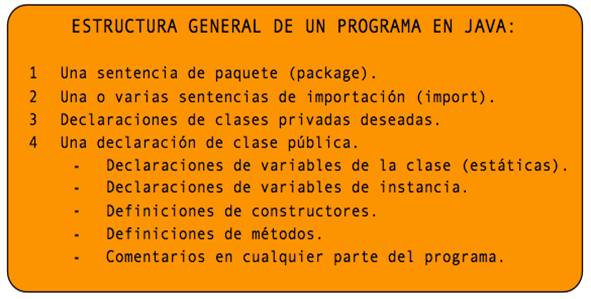 ESTRUCTURA GENERAL DE UN PROGRAMA EN JAVA:
1 Una sentencia de paquete (package).
2 Una o varias sentencias de importación (import).
3 Declaraciones de clases privadas deseadas.
4 Una declaración de clase pública.
- Declaraciones de variables de la clase (estáticas).
- Declaraciones de variables de instancia.
- Definiciones de constructores.
- Definiciones de métodos.
- Comentarios en cualquier parte del programa.